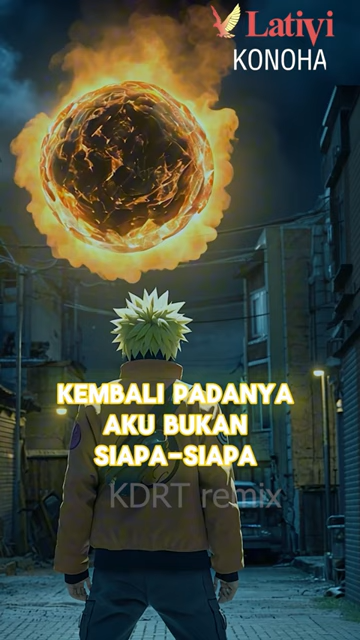 Lativi
KONOHA
KEMBALI PADANYA
AKU BUKAN
SIAPA-SIAPA
KDRT remix